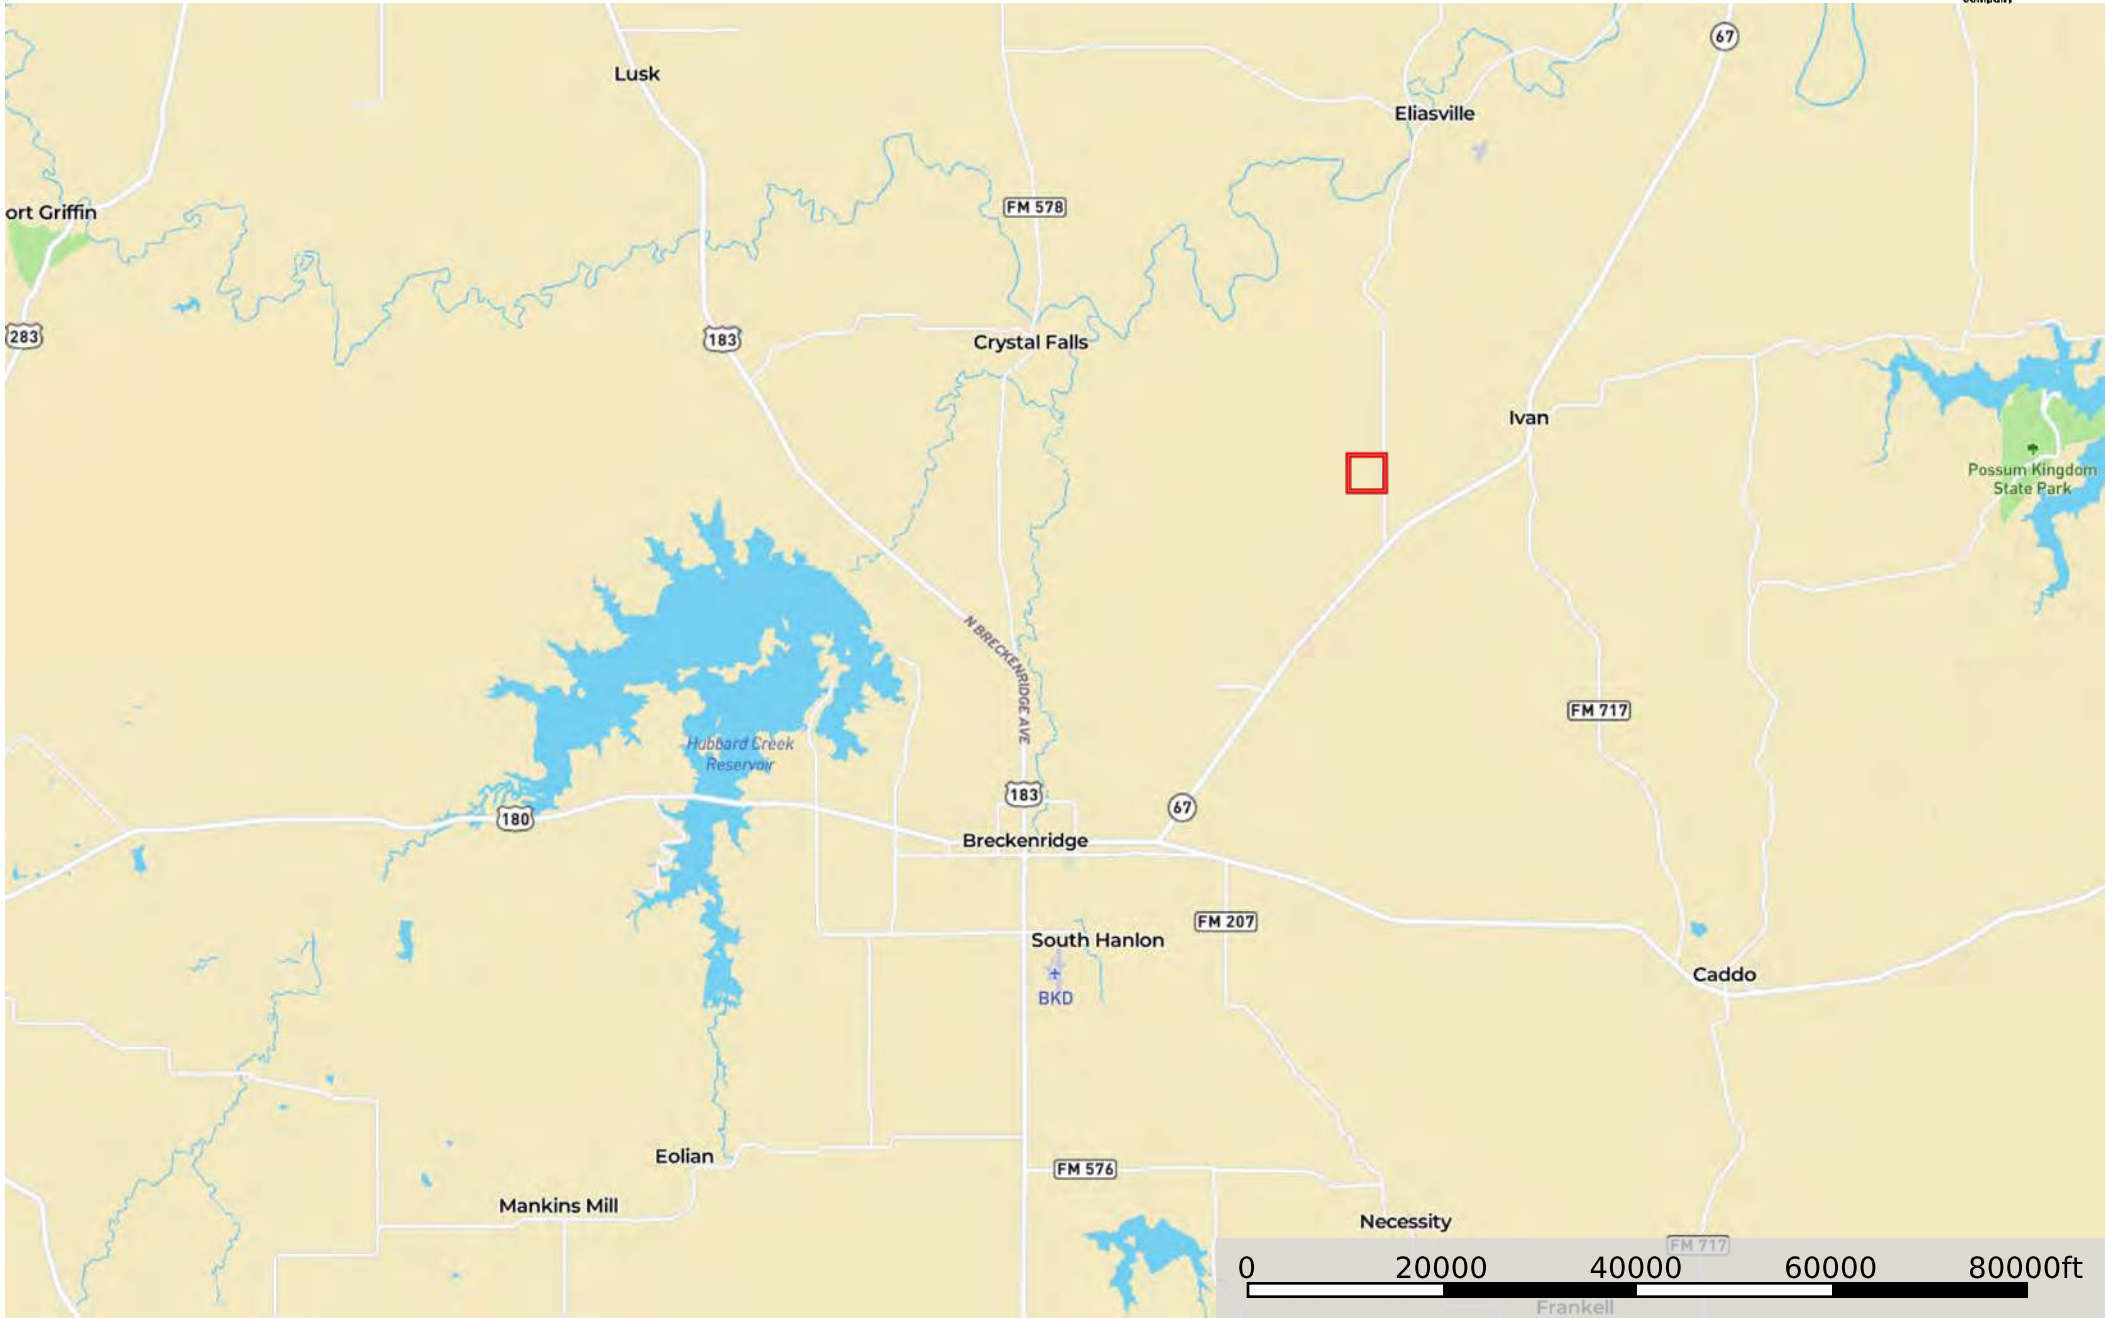 company
67
Lusk
Eliasville
FM 578
ort Griffin
283
183
Crystal Falls
Ivan
Possum Kingdom
State Park
N BRECKENRIDGE AVE
FM 717
Hubbard Creek
Reservoir
183
67
180
Breckenridge
FM 207
South Hanlon
BKD
Caddo
Eolian
FM 576
Mankins Mill
Necessity
FM 717
0 20000 40000 60000 80000ft
Frankell